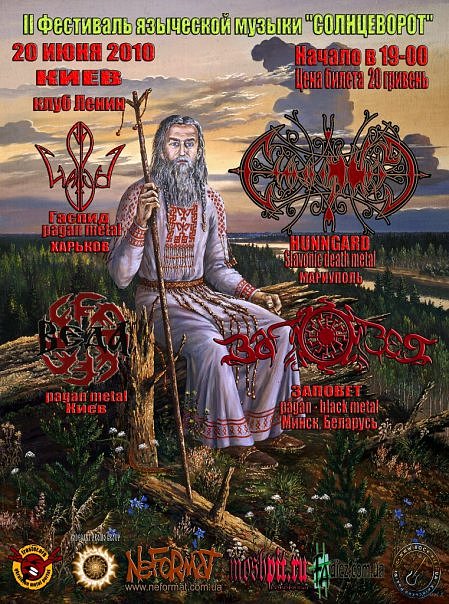 II Фестиваль языческой музыки "СОЛНЦЕВОРОТ"
20 ИЮНЯ 2010
КИЕВ
клуб Ленин
Начало в 19-00
Цена билета 20 гривень
Гаспид
pagan metal
ХАРЬКОВ
HUNNGARD
Slavonic death metal
МАРИУПОЛЬ
pagan metal
Киев
ЗАПОВЕТ
pagan - black metal
Минск, Беларусь
NEFORMAT
www.neformat.com.ua
moshpit.ru